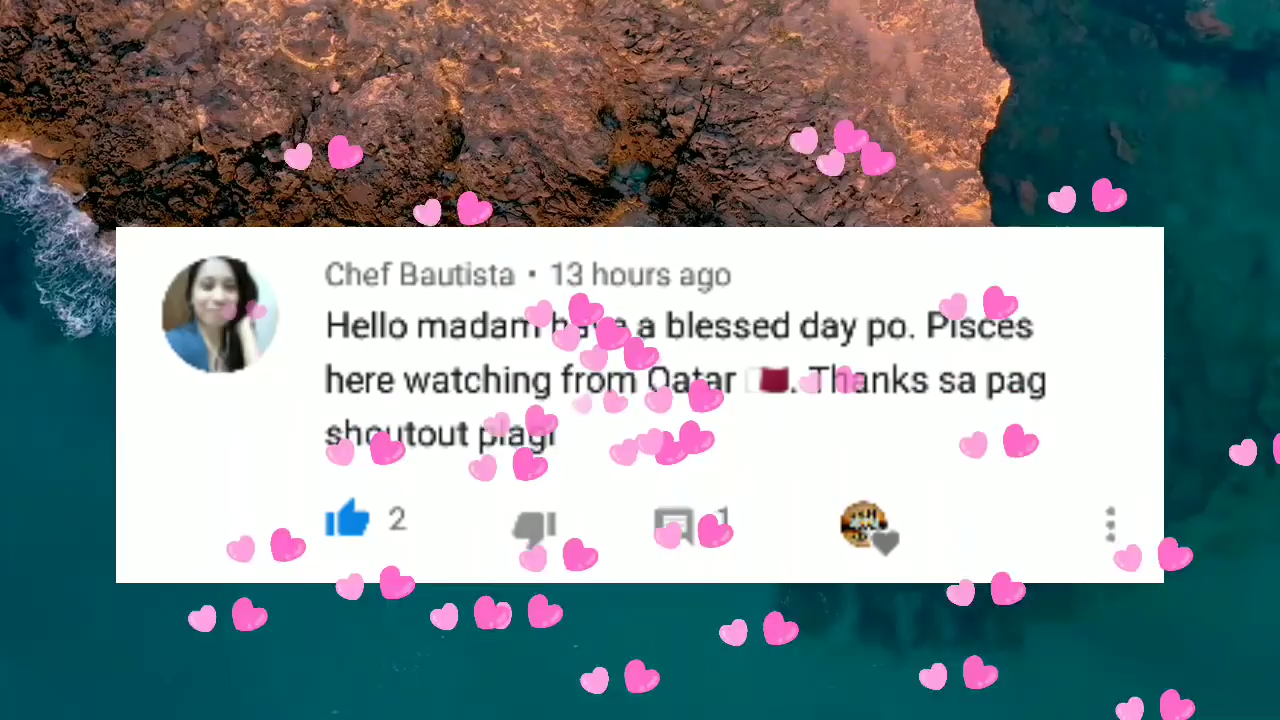 Chef Bautista • 13 hours ago
Hello madam have a blessed day po. Pisces
here watching from Qatar 🇶🇦. Thanks sa pag
shoutout plagi
2
1